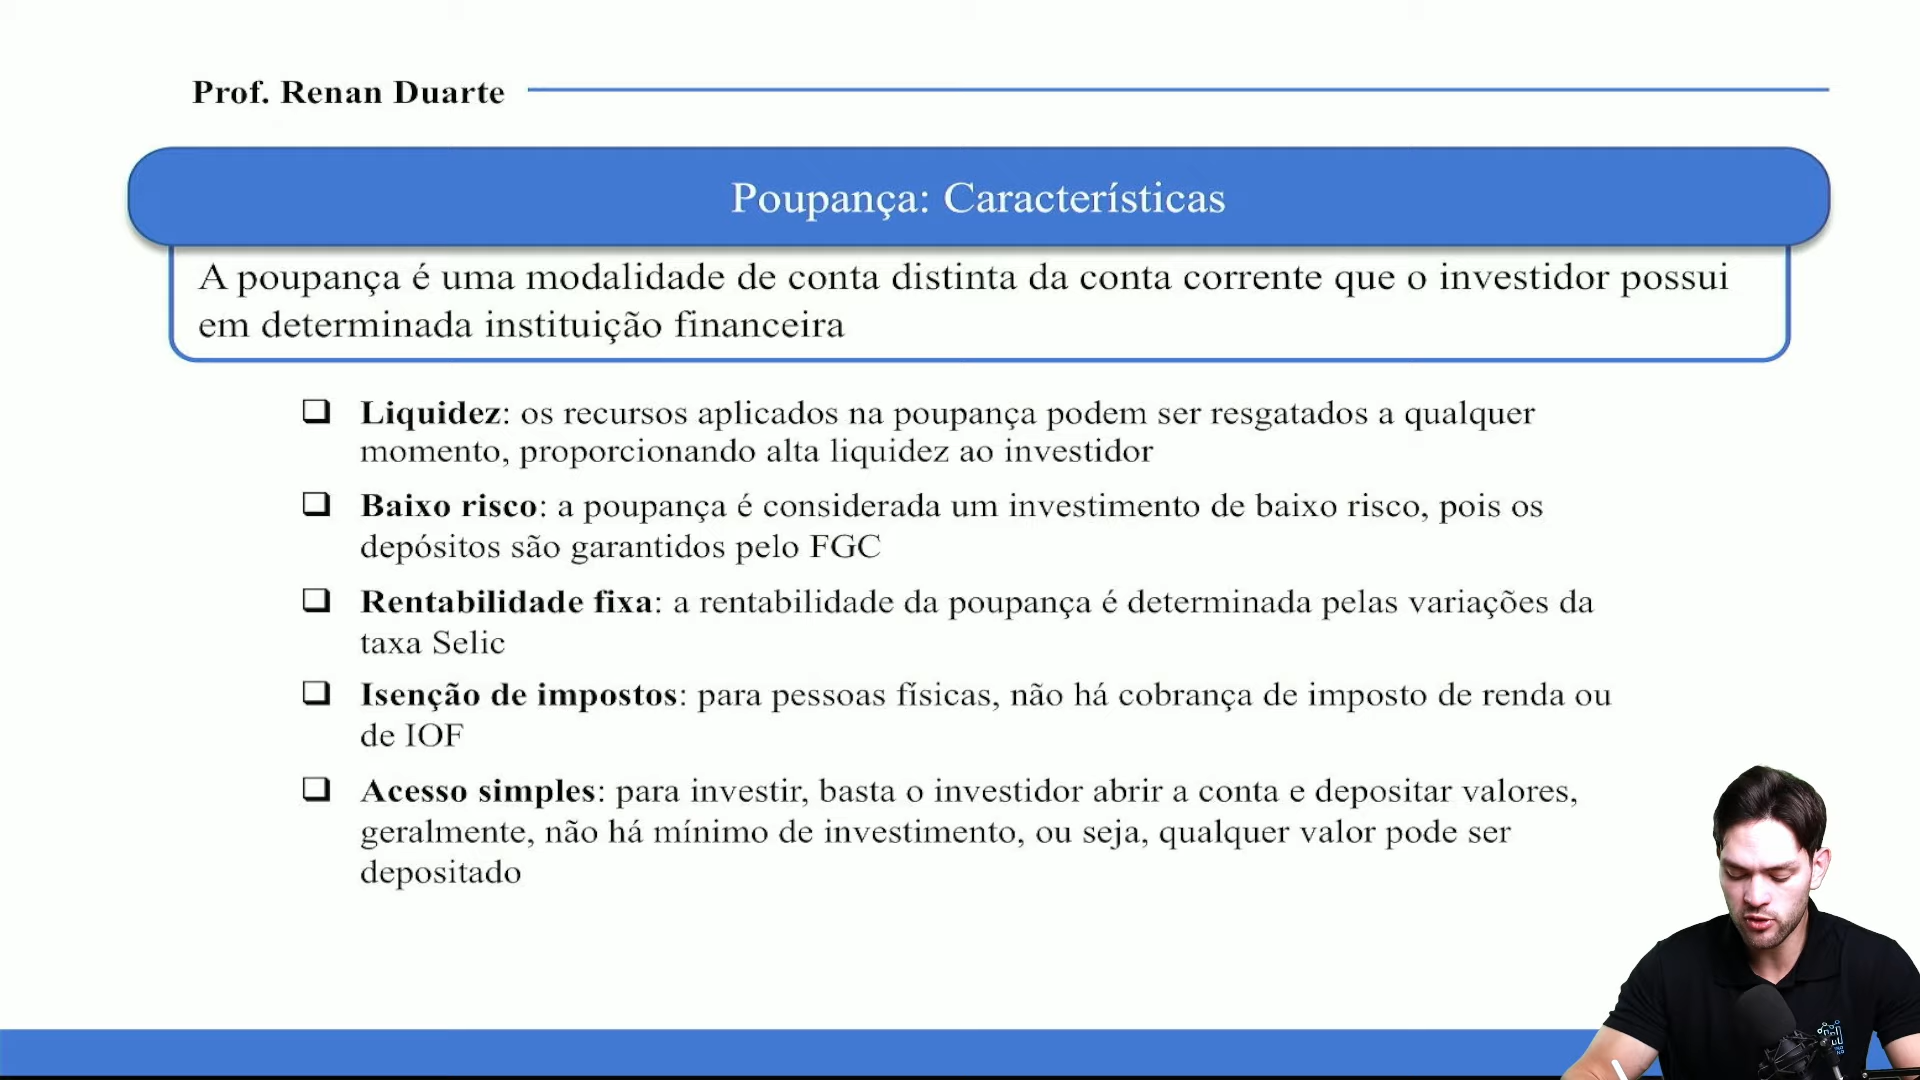 Prof. Renan Duarte
Poupança: Características
A poupança é uma modalidade de conta distinta da conta corrente que o investidor possui
em determinada instituição financeira
❑ Liquidez: os recursos aplicados na poupança podem ser resgatados a qualquer
momento, proporcionando alta liquidez ao investidor
❑ Baixo risco: a poupança é considerada um investimento de baixo risco, pois os
depósitos são garantidos pelo FGC
❑ Rentabilidade fixa: a rentabilidade da poupança é determinada pelas variações da
taxa Selic
❑ Isenção de impostos: para pessoas físicas, não há cobrança de imposto de renda ou
de IOF
❑ Acesso simples: para investir, basta o investidor abrir a conta e depositar valores,
geralmente, não há mínimo de investimento, ou seja, qualquer valor pode ser
depositado